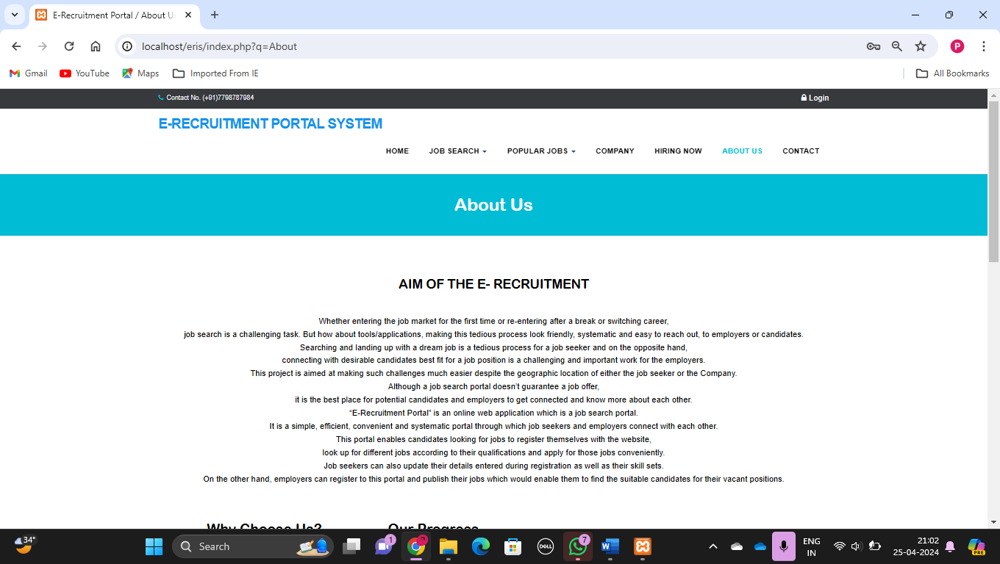 E-Recruitment Portal / About Us
localhost/eris/index.php?q=About
P
Gmail YouTube Maps Imported From IE All Bookmarks
Contact No. (+91)7798787984 Login
E-RECRUITMENT PORTAL SYSTEM
HOME JOB SEARCH POPULAR JOBS COMPANY HIRING NOW ABOUT US CONTACT
About Us
AIM OF THE E- RECRUITMENT
Whether entering the job market for the first time or re-entering after a break or switching career,
job search is a challenging task. But how about tools/applications, making this tedious process look friendly, systematic and easy to reach out, to employers or candidates.
Searching and landing up with a dream job is a tedious process for a job seeker and on the opposite hand,
connecting with desirable candidates best fit for a job position is a challenging and important work for the employers.
This project is aimed at making such challenges much easier despite the geographic location of either the job seeker or the Company.
Although a job search portal doesn't guarantee a job offer,
it is the best place for potential candidates and employers to get connected and know more about each other.
“E-Recruitment Portal” is an online web application which is a job search portal.
It is a simple, efficient, convenient and systematic portal through which job seekers and employers connect with each other.
This portal enables candidates looking for jobs to register themselves with the website,
look up for different jobs according to their qualifications and apply for those jobs conveniently.
Job seekers can also update their details entered during registration as well as their skill sets.
On the other hand, employers can register to this portal and publish their jobs which would enable them to find the suitable candidates for their vacant positions.
Why Choose Us? Our Progress
34° Search 1 DELL 7 W ENG 21:02
IN 25-04-2024 PRE